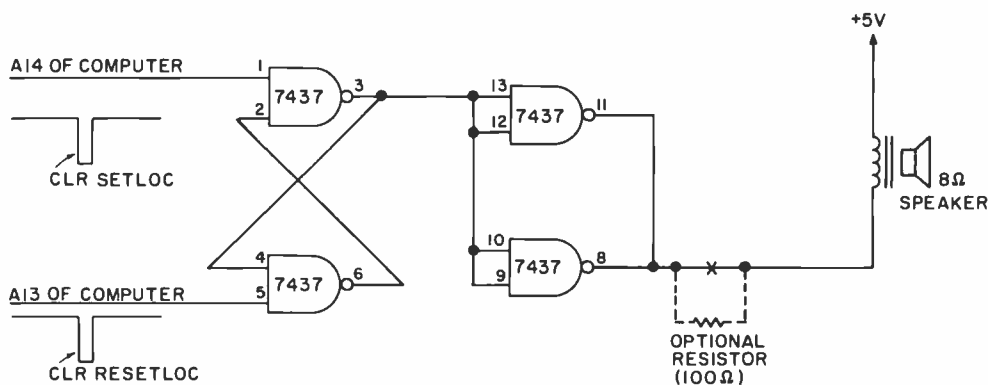 +5V
A14 OF COMPUTER
1
7437
3
2
CLR SETLOC
13
7437
11
12
8Ω
SPEAKER
4
7437
6
5
A13 OF COMPUTER
CLR RESETLOC
10
7437
8
9
OPTIONAL
RESISTOR
(100Ω)